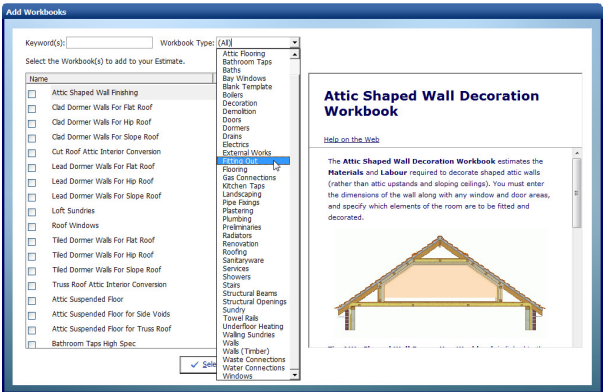 Add Workbooks
Keyword(s):
Workbook Type: (All)
Select the Workbook(s) to add to your Estimate.
Name
Attic Shaped Wall Finishing
Clad Dormer Walls For Flat Roof
Clad Dormer Walls For Hip Roof
Clad Dormer Walls For Slope Roof
Cut Roof Attic Interior Conversion
Lead Dormer Walls For Flat Roof
Lead Dormer Walls For Hip Roof
Lead Dormer Walls For Slope Roof
Loft Sundries
Roof Windows
Tiled Dormer Walls For Flat Roof
Tiled Dormer Walls For Hip Roof
Tiled Dormer Walls For Slope Roof
Truss Roof Attic Interior Conversion
Attic Suspended Floor
Attic Suspended Floor for Side Voids
Attic Suspended Floor for Truss Roof
Bathroom Taps High Spec
Attic Flooring
Bathroom Taps
Baths
Bay Windows
Blank Template
Boilers
Decoration
Demolition
Doors
Dormers
Drains
Electrics
External Works
Fitting Out
Flooring
Gas Connections
Kitchen Taps
Landscaping
Pipe Fixings
Plastering
Plumbing
Preliminaries
Radiators
Renovation
Roofing
Sanitaryware
Services
Showers
Stairs
Structural Beams
Structural Openings
Sundry
Towel Rails
Underfloor Heating
Walling Sundries
Walls
Walls (Timber)
Waste Connections
Water Connections
Windows
Attic Shaped Wall Decoration
Workbook
Help on the Web
The Attic Shaped Wall Decoration Workbook estimates the
Materials and Labour required to decorate shaped attic walls
(rather than attic upstands and sloping ceilings). You must enter
the dimensions of the wall along with any window and door areas,
and specify which elements of the room are to be fitted and
decorated.